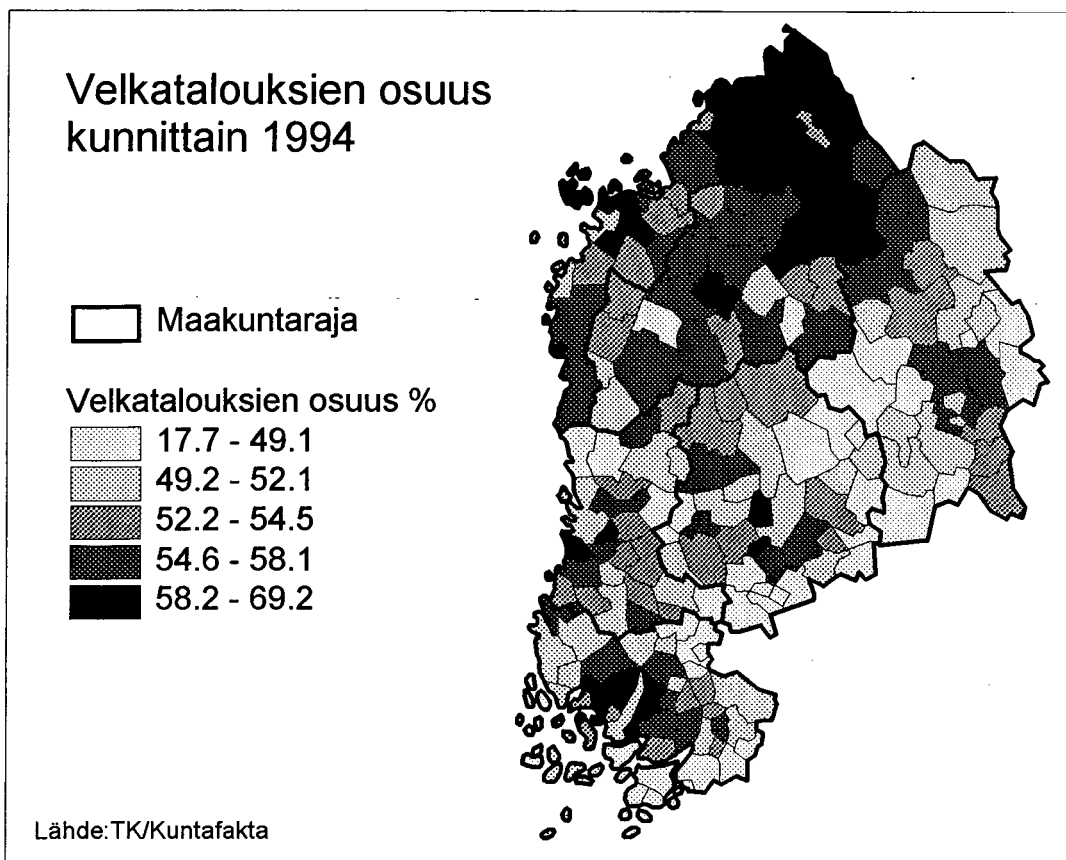 Velkatalouksien osuus
kunnittain 1994
Maakuntaraja
Velkatalouksien osuus %
17.7 - 49.1
49.2 - 52.1
52.2 - 54.5
54.6 - 58.1
58.2 - 69.2
Lähde:TK/Kuntafakta